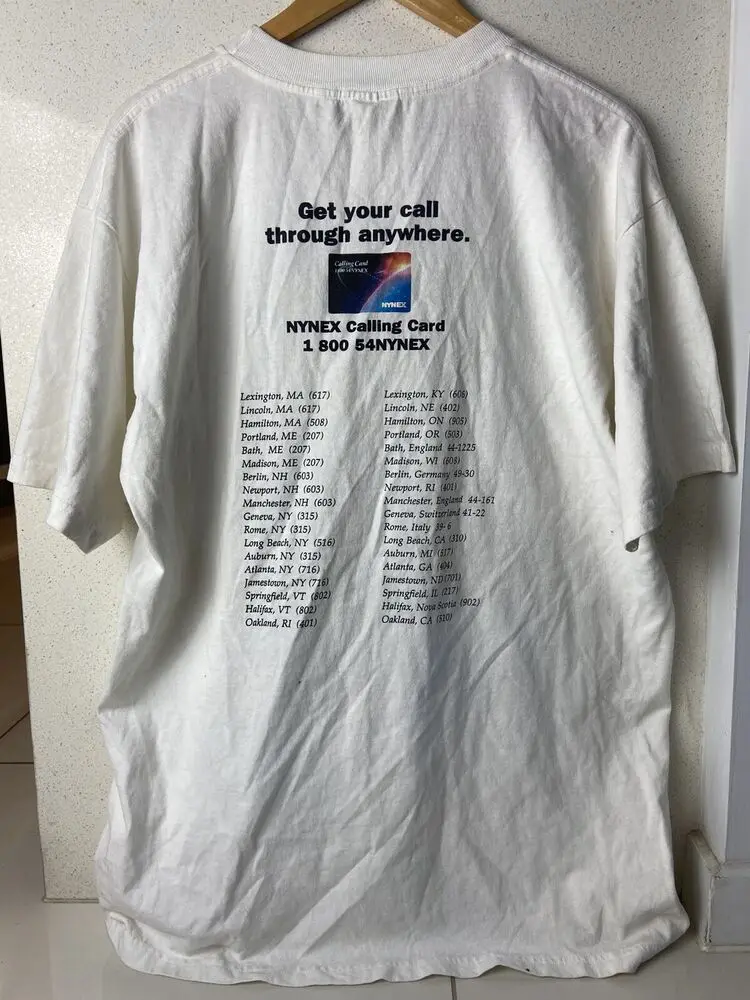 Get your call
through anywhere.
Calling Card
1 800 54NYNEX
NYNEX
NYNEX Calling Card
1 800 54NYNEX
Lexington, MA (617)
Lincoln, MA (617)
Hamilton, MA (508)
Portland, ME (207)
Bath, ME (207)
Madison, ME (207)
Berlin, NH (603)
Newport, NH (603)
Manchester, NH (603)
Geneva, NY (315)
Rome, NY (315)
Long Beach, NY (516)
Auburn, NY (315)
Atlanta, NY (716)
Jamestown, NY (716)
Springfield, VT (802)
Halifax, VT (802)
Oakland, RI (401)
Lexington, KY (606)
Lincoln, NE (402)
Hamilton, ON (905)
Portland, OR (503)
Bath, England 44-1225
Madison, WI (608)
Berlin, Germany 49-30
Newport, RI (401)
Manchester, England 44-161
Geneva, Switzerland 41-22
Rome, Italy 39-6
Long Beach, CA (310)
Auburn, MI (517)
Atlanta, GA (404)
Jamestown, ND (701)
Springfield, IL (217)
Halifax, Nova Scotia (902)
Oakland, CA (510)